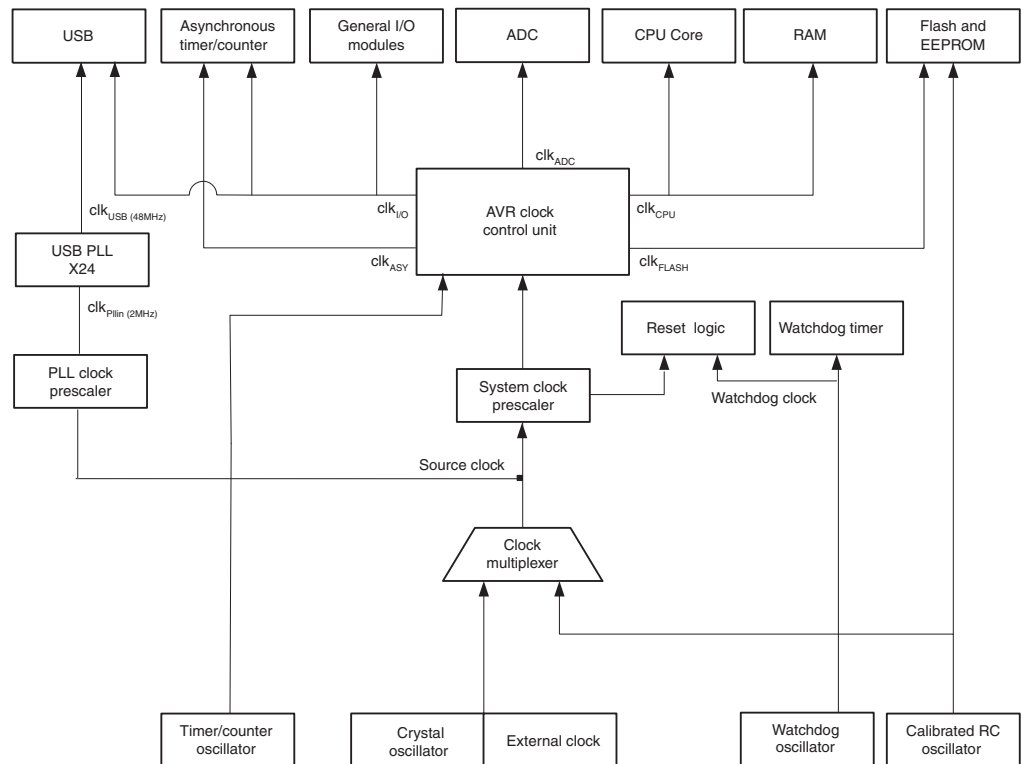 USB
Asynchronous
timer/counter
General I/O
modules
ADC
CPU Core
RAM
Flash and
EEPROM
clkADC
clkUSB (48MHz)
clkI/O
AVR clock
control unit
clkCPU
USB PLL
X24
clkASY
clkFLASH
clkPllin (2MHz)
Reset logic
Watchdog timer
PLL clock
prescaler
System clock
prescaler
Watchdog clock
Source clock
Clock
multiplexer
Timer/counter
oscillator
Crystal
oscillator
External clock
Watchdog
oscillator
Calibrated RC
oscillator